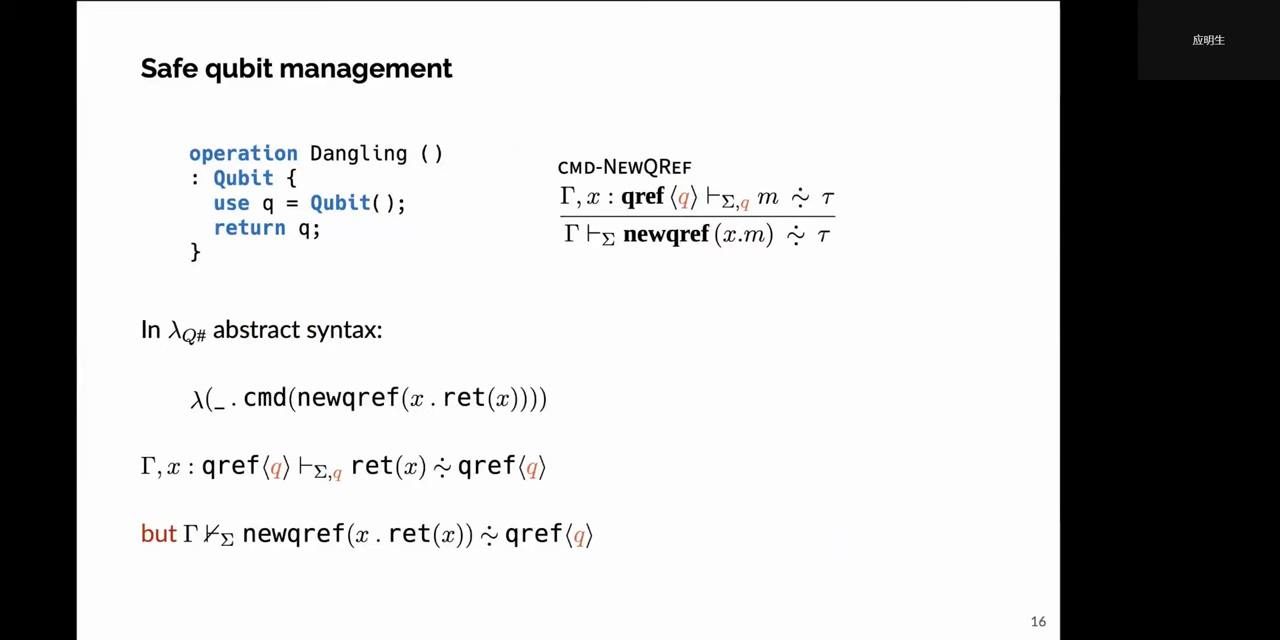 Safe qubit management
operation Dangling ()
: Qubit {
use q = Qubit();
return q;
}
CMD-NEWQREF
Γ, x : qref⟨q⟩ ⊢Σ,q m ∻ τ
Γ ⊢Σ newqref(x.m) ∻ τ
In λQ# abstract syntax:
λ(_ . cmd(newqref(x . ret(x))))
Γ, x : qref⟨q⟩ ⊢Σ,q ret(x) ∻ qref⟨q⟩
but Γ ⊬Σ newqref(x . ret(x)) ∻ qref⟨q⟩
16
应明生